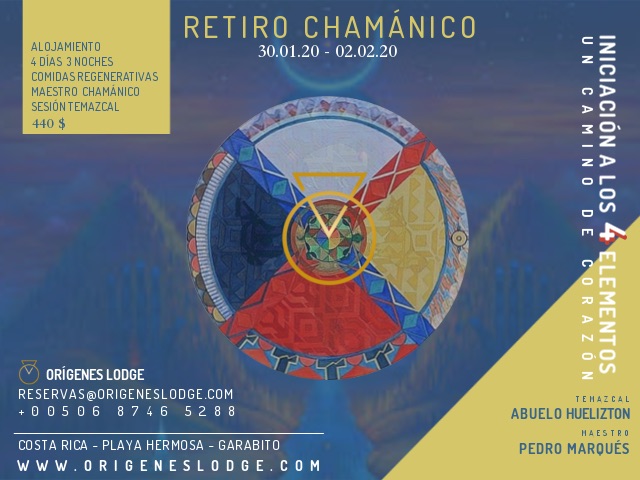 RETIRO CHAMÁNICO
30.01.20 - 02.02.20
ALOJAMIENTO
4 DÍAS 3 NOCHES
COMIDAS REGENERATIVAS
MAESTRO CHAMÁNICO
SESIÓN TEMAZCAL
440 $
INICIACIÓN A LOS 4 ELEMENTOS
UN CAMINO DE CORAZÓN
ORÍGENES LODGE
RESERVAS@ORIGENESLODGE.COM
+00506 8746 5288
COSTA RICA - PLAYA HERMOSA - GARABITO
WWW.ORIGENESLODGE.COM
TEMAZCAL
ABUELO HUELIZTON
MAESTRO
PEDRO MARQUÉS